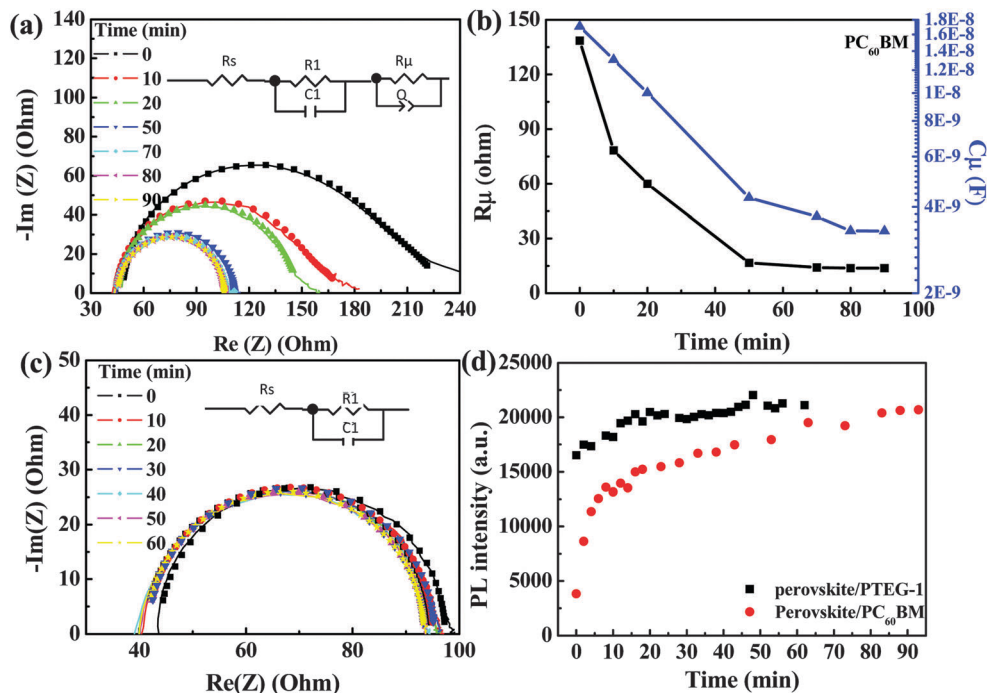 (a)
Time (min)
0
10
20
50
70
80
90
Rs
R1
C1
Rμ
Q
140
120
100
80
60
40
20
0
-Im (Z) (Ohm)
30 60 90 120 150 180 210 240
Re (Z) (Ohm)
(b)
PC60BM
150
120
90
60
30
0
Rμ (ohm)
1.8E-8
1.6E-8
1.4E-8
1.2E-8
1E-8
8E-9
6E-9
4E-9
2E-9
Cμ (F)
0 20 40 60 80 100
Time (min)
(c)
Time (min)
0
10
20
30
40
50
60
Rs
R1
C1
50
40
30
20
10
0
-Im(Z) (Ohm)
40 60 80 100
Re(Z) (Ohm)
(d)
25000
20000
15000
10000
5000
0
PL intensity (a.u.)
perovskite/PTEG-1
Perovskite/PC60BM
0 10 20 30 40 50 60 70 80 90
Time (min)